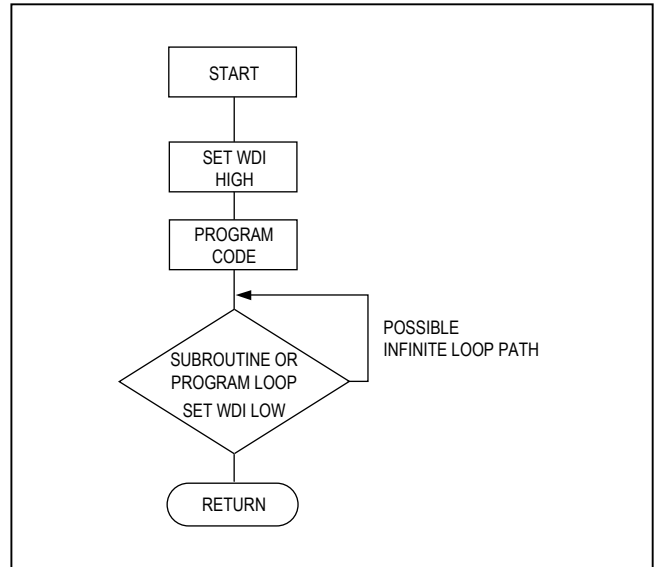 START
SET WDI
HIGH
PROGRAM
CODE
POSSIBLE
INFINITE LOOP PATH
SUBROUTINE OR
PROGRAM LOOP
SET WDI LOW
RETURN